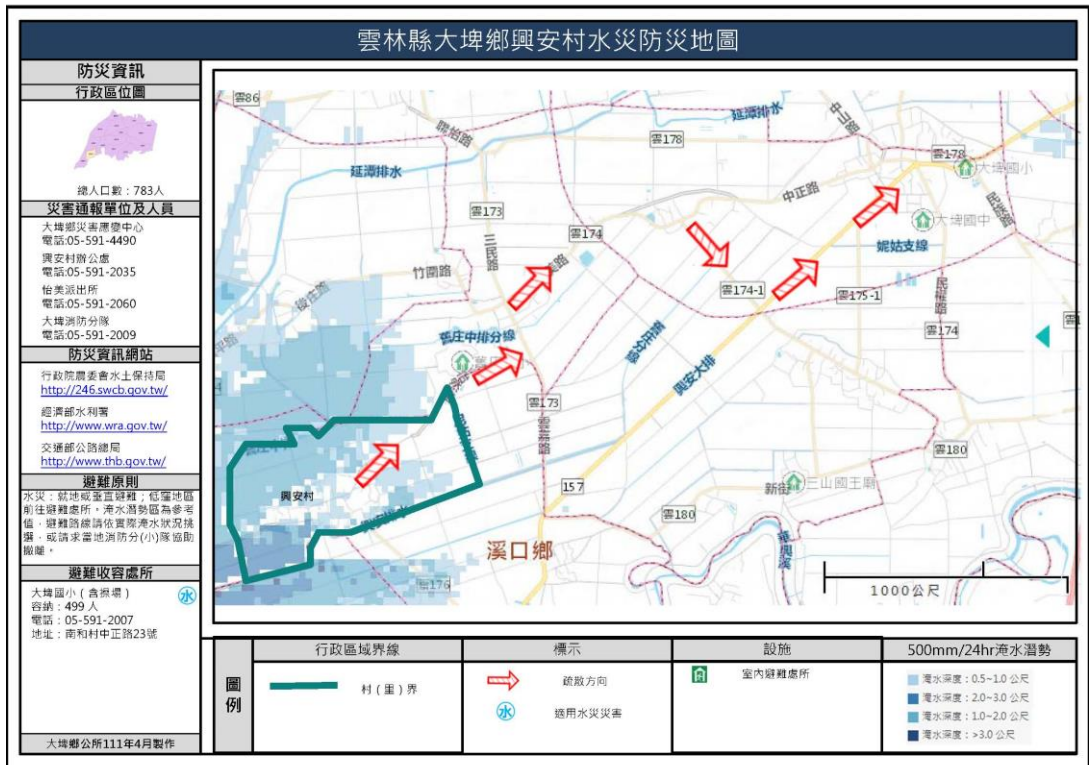 雲林縣大埤鄉興安村水災防災地圖
防災資訊
行政區位圖
總人口數：783人
災害通報單位及人員
大埤鄉災害應變中心
電話:05-591-4490
興安村辦公處
電話:05-591-2035
怡美派出所
電話:05-591-2060
大埤消防分隊
電話:05-591-2009
防災資訊網站
行政院農委會水土保持局
http://246.swcb.gov.tw/
經濟部水利署
http://www.wra.gov.tw/
交通部公路總局
http://www.thb.gov.tw/
避難原則
水災：就地或垂直避難；低窪地區
前往避難處所。淹水潛勢區為參考
值，避難路線請依實際淹水狀況挑
選，或請求當地消防分(小)隊協助
撤離。
避難收容處所
大埤國小（含操場）
容納：499 人
電話：05-591-2007
地址：南和村中正路23號
水
大埤鄉公所111年4月製作
雲86
延潭排水
延潭排水
雲178
中山路
雲178
大埤國小
中正路
民生路
雲173
雲174
三民路
大埤國中
妮姑支線
竹圍路
雲174-1
雲175-1
民權路
雲174
舊庄中排分線
舊庄分線
興安大排
雲173
雲嘉路
興安村
興安排水
157
新街
三山國王廟
雲180
雲180
溪口鄉
華興溪
1000公尺
圖例
行政區域界線
標示
設施
500mm/24hr淹水潛勢
村（里）界
疏散方向
水
適用水災災害
室內避難處所
淹水深度：0.5~1.0 公尺
淹水深度：2.0~3.0 公尺
淹水深度：1.0~2.0 公尺
淹水深度：>3.0 公尺